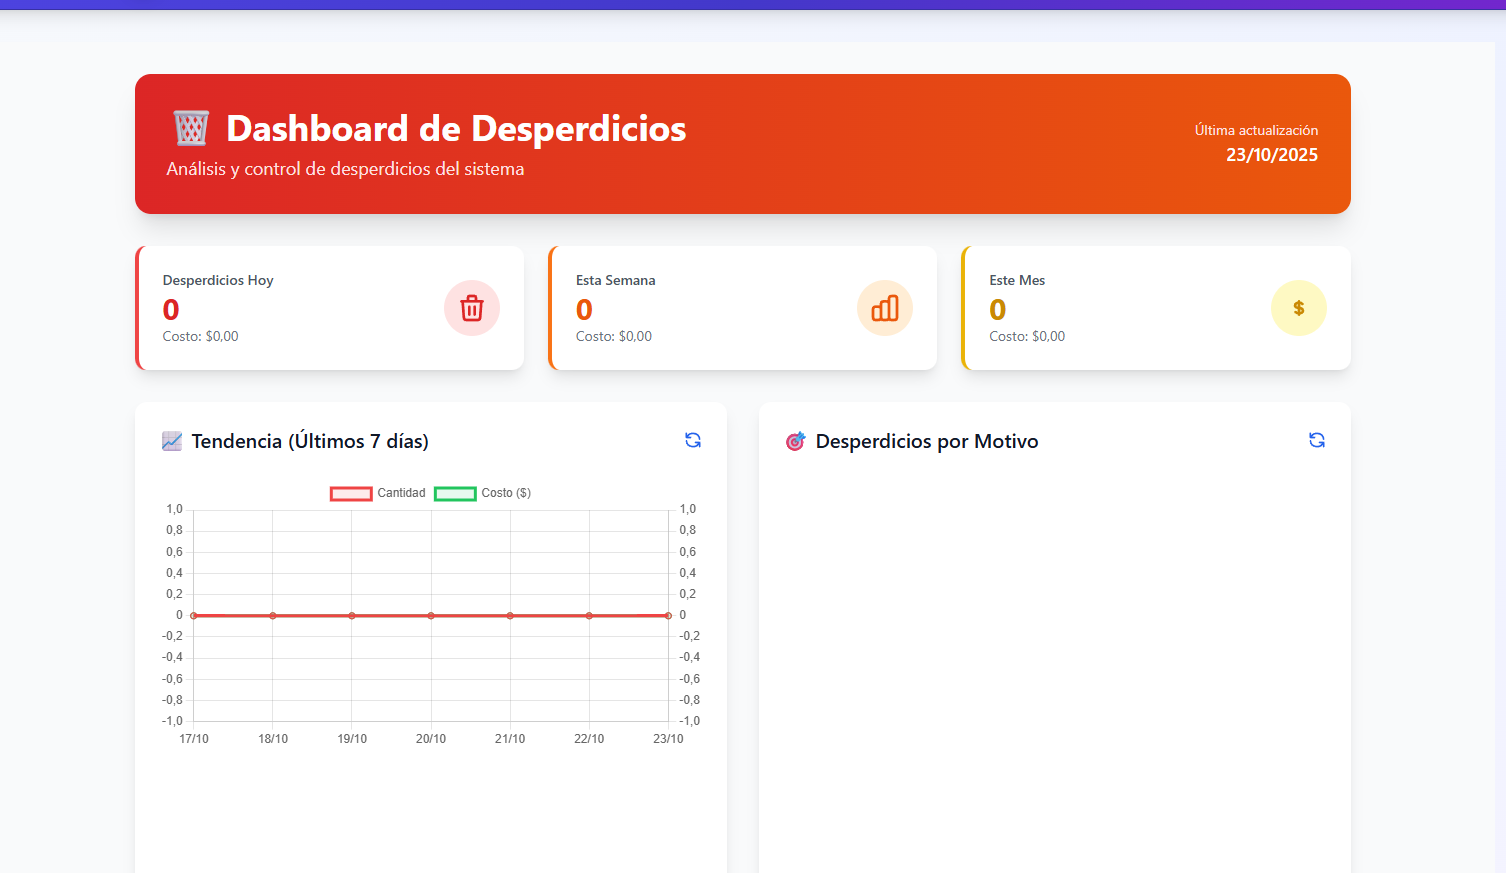 Dashboard de Desperdicios
Análisis y control de desperdicios del sistema
Última actualización
23/10/2025
Desperdicios Hoy
0
Costo: $0,00
Esta Semana
0
Costo: $0,00
Este Mes
0
Costo: $0,00
$
Tendencia (Últimos 7 días)
Cantidad Costo ($)
1,0 1,0
0,8 0,8
0,6 0,6
0,4 0,4
0,2 0,2
0 0
-0,2 -0,2
-0,4 -0,4
-0,6 -0,6
-0,8 -0,8
-1,0 -1,0
17/10 18/10 19/10 20/10 21/10 22/10 23/10
Desperdicios por Motivo